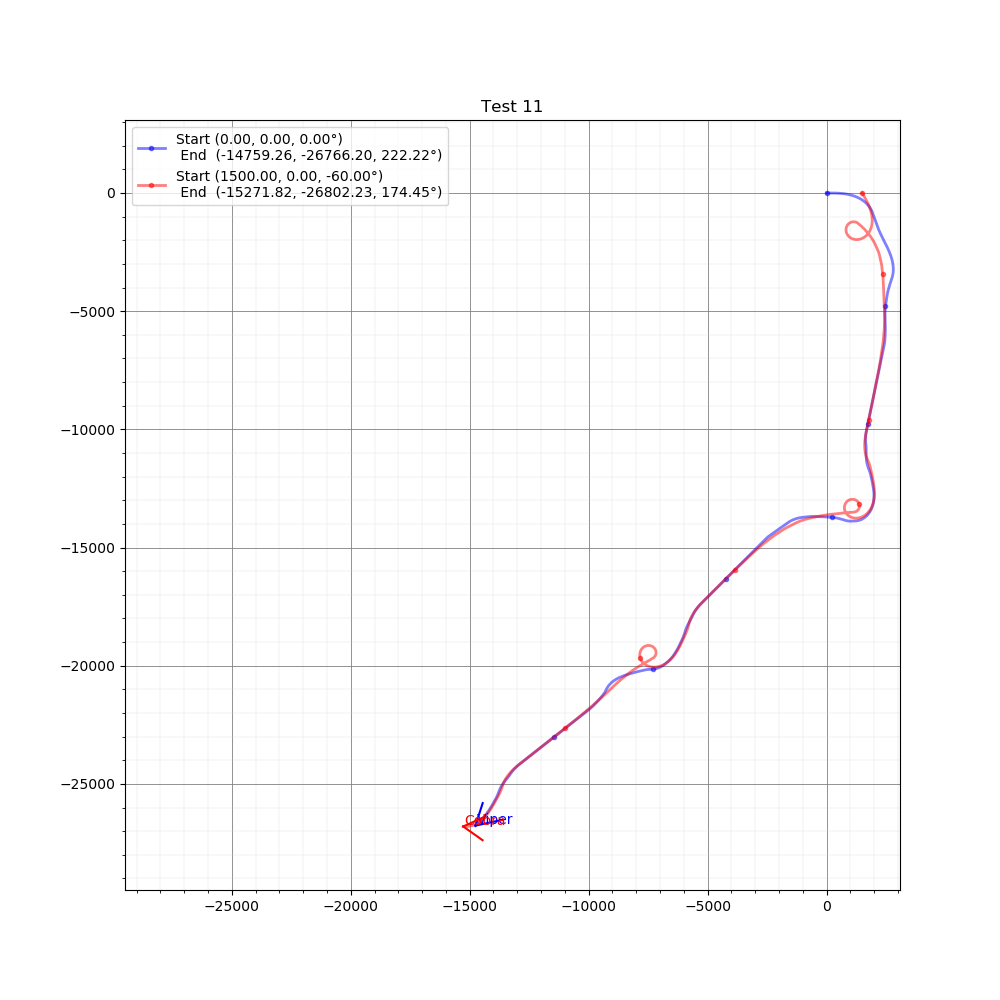 Test 11
Start (0.00, 0.00, 0.00°)
End (-14759.26, -26766.20, 222.22°)
Start (1500.00, 0.00, -60.00°)
End (-15271.82, -26802.23, 174.45°)
0
−5000
−10000
−15000
−20000
−25000
−25000
−20000
−15000
−10000
−5000
0